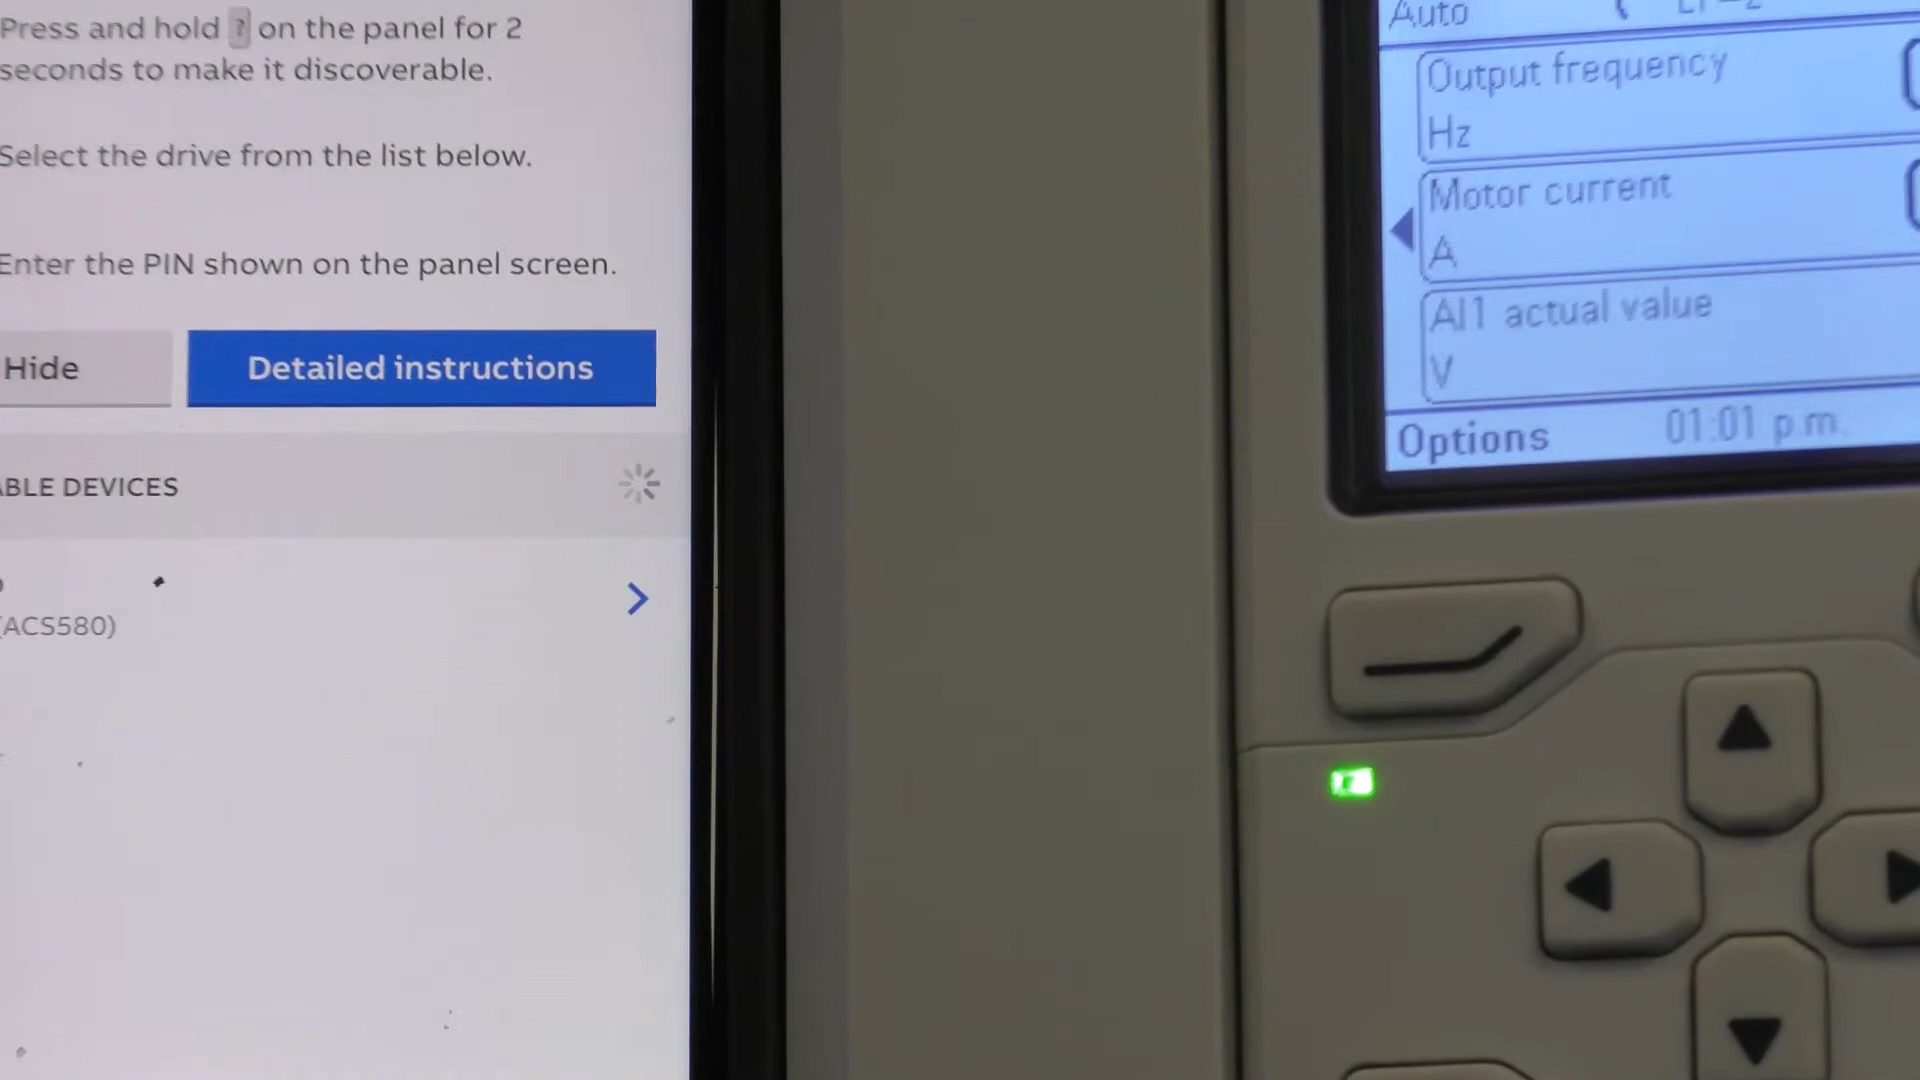 Press and hold ? on the panel for 2
seconds to make it discoverable.
Select the drive from the list below.
Enter the PIN shown on the panel screen.
Hide
Detailed instructions
ABLE DEVICES
(ACS580)
Auto
Output frequency
Hz
Motor current
A
AI1 actual value
V
Options
01:01 p.m.